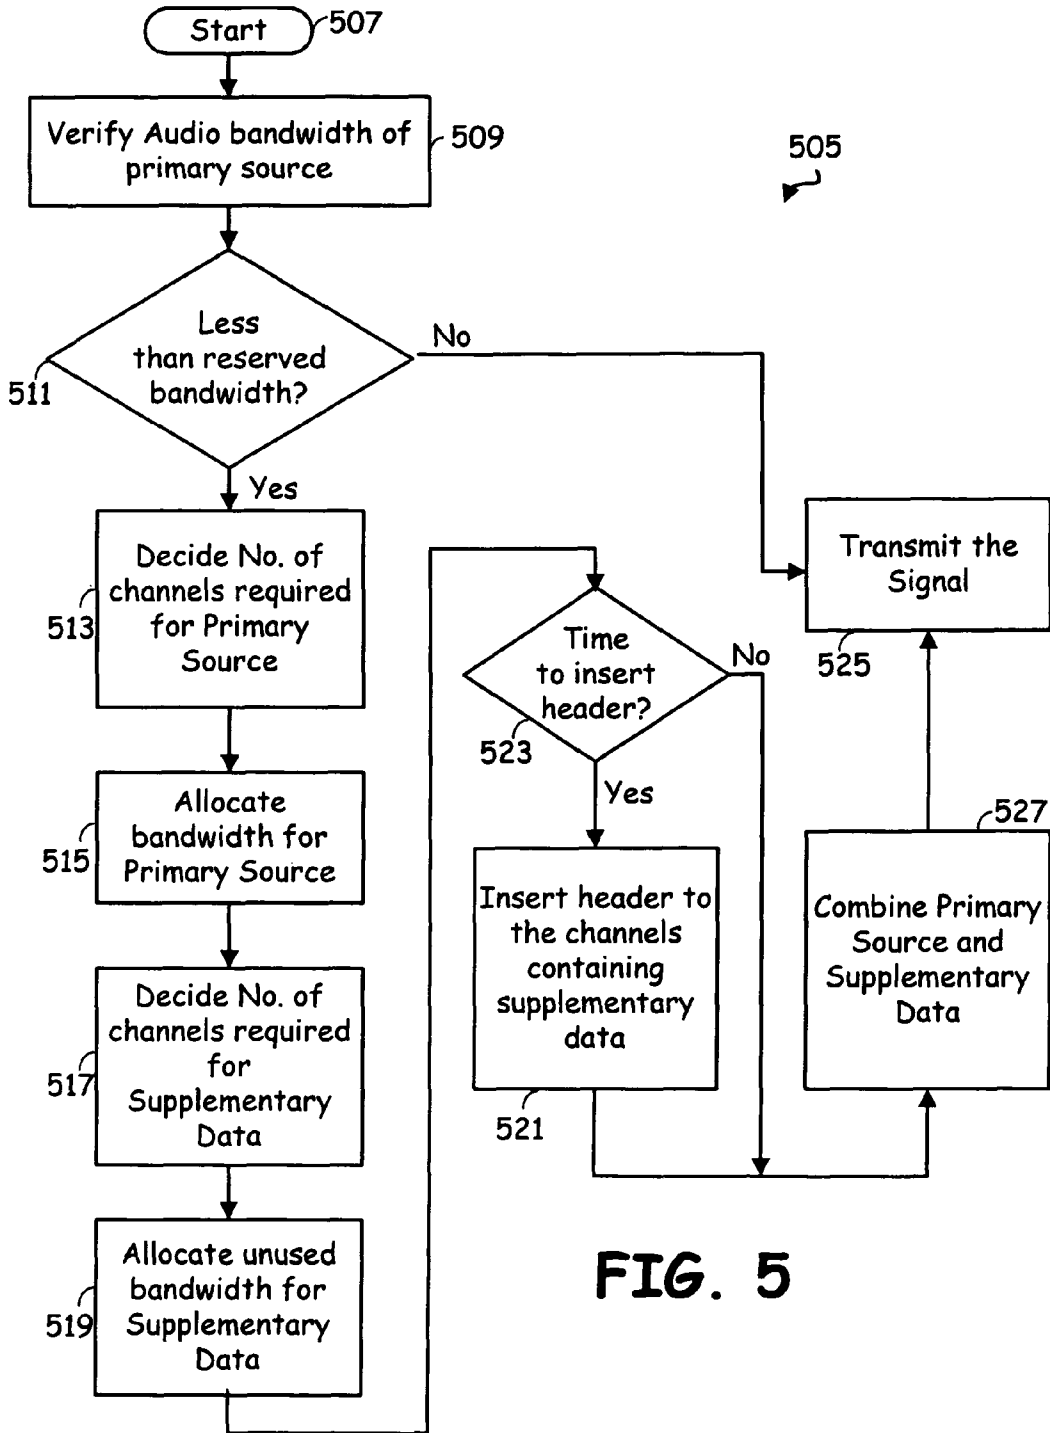 Start
507
Verify Audio bandwidth of
primary source
509
505
Less
than reserved
bandwidth?
511
No
Yes
Decide No. of
channels required
for Primary
Source
513
Allocate
bandwidth for
Primary Source
515
Decide No. of
channels required
for
Supplementary
Data
517
Allocate unused
bandwidth for
Supplementary
Data
519
Time
to insert
header?
523
No
Yes
Insert header to
the channels
containing
supplementary
data
521
Transmit the
Signal
525
527
Combine Primary
Source and
Supplementary
Data
FIG. 5